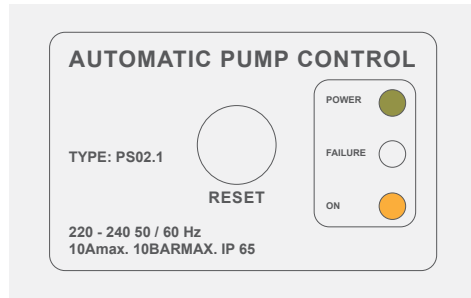 AUTOMATIC PUMP CONTROL
POWER
FAILURE
TYPE: PS02.1
RESET
ON
220 - 240 50 / 60 Hz
10Amax. 10BARMAX. IP 65